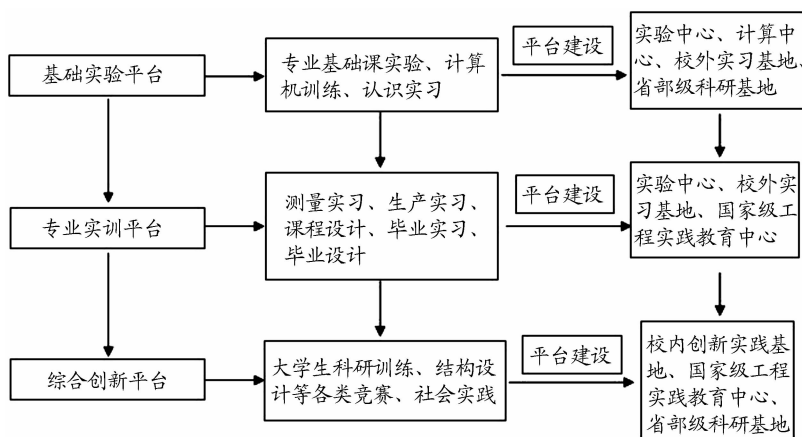 基础实验平台
专业基础课实验、计算
机训练、认识实习
平台建设
实验中心、计算中
心、校外实习基地、
省部级科研基地
专业实训平台
测量实习、生产实习、
课程设计、毕业实习、
毕业设计
平台建设
实验中心、校外实
习基地、国家级工
程实践教育中心
综合创新平台
大学生科研训练、结构设
计等各类竞赛、社会实践
平台建设
校内创新实践基
地、国家级工程
实践教育中心、
省部级科研基地